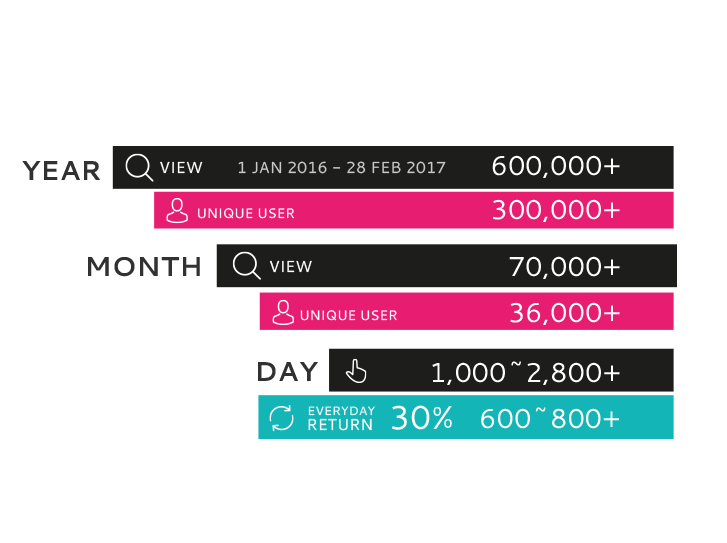 YEAR VIEW 1 JAN 2016 – 28 FEB 2017 600,000+
UNIQUE USER 300,000+
MONTH VIEW 70,000+
UNIQUE USER 36,000+
DAY 1,000~2,800+
EVERYDAY RETURN 30% 600~800+